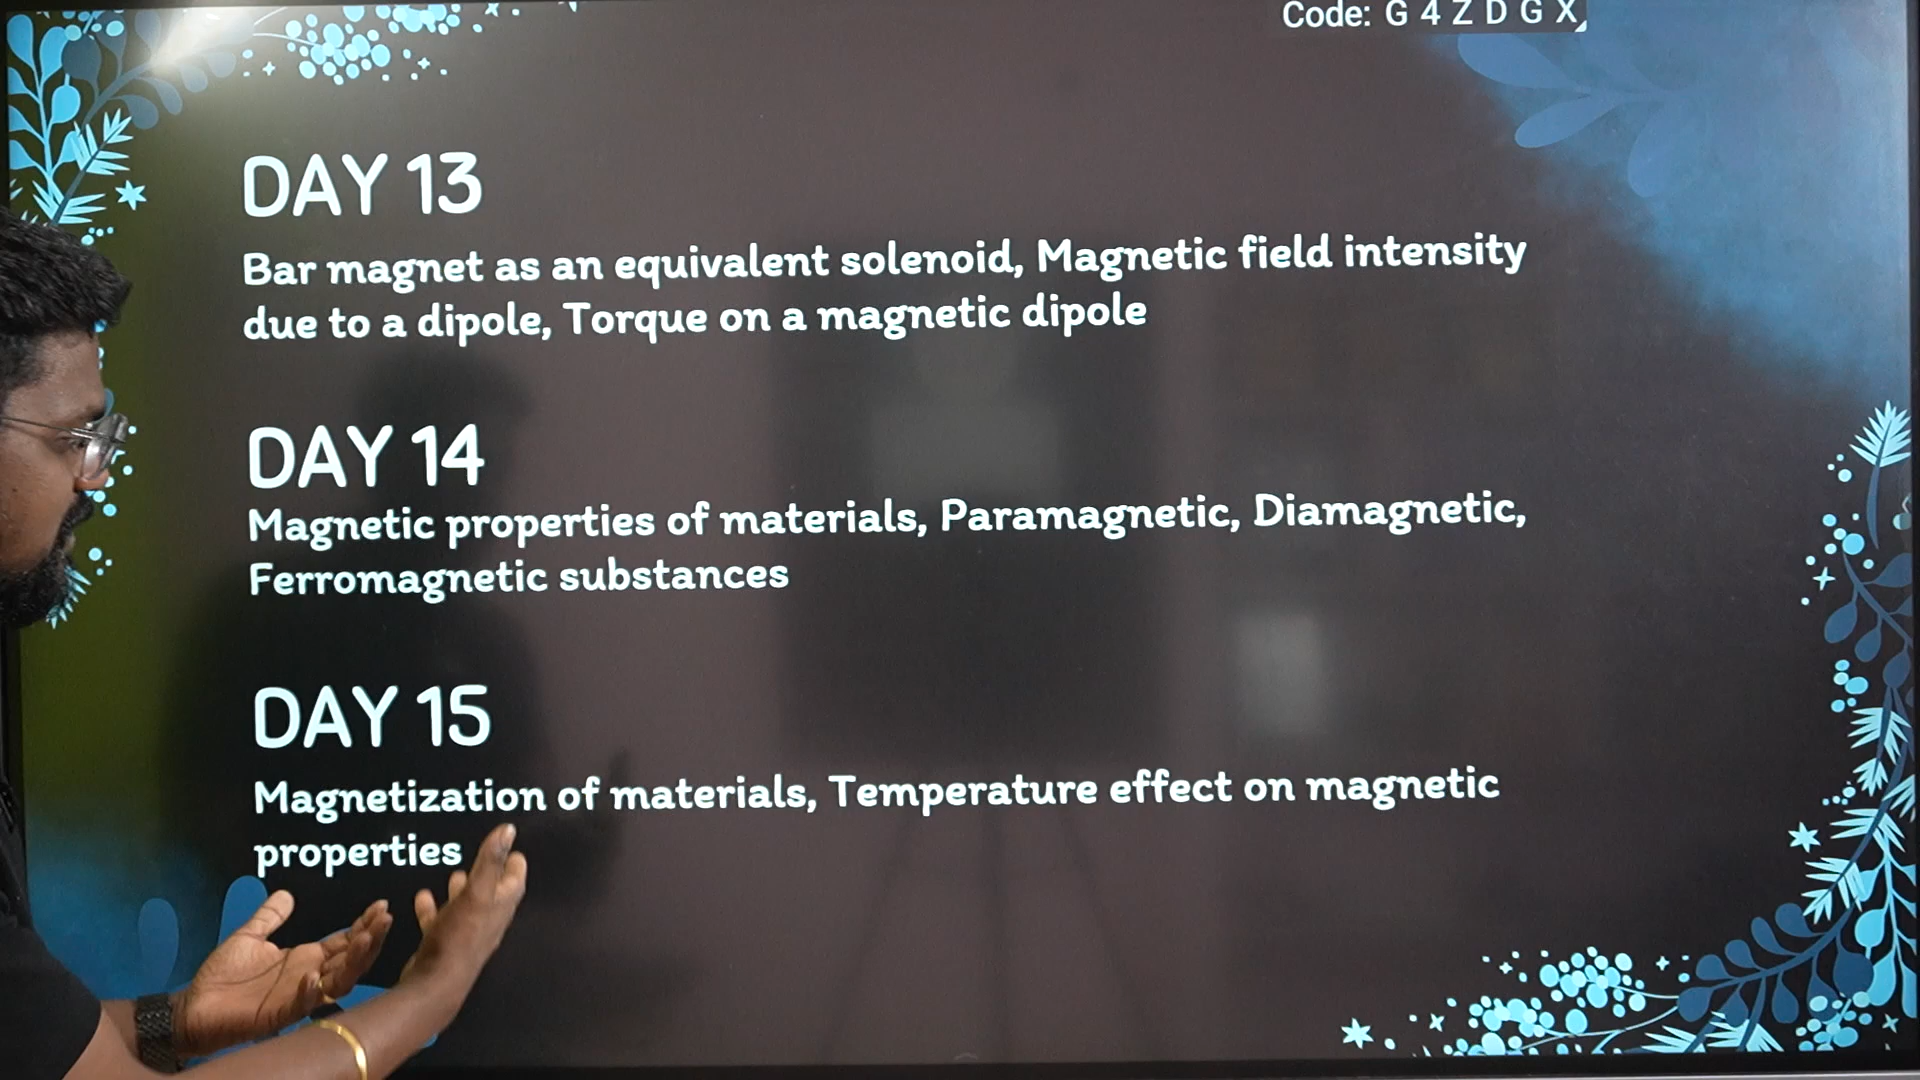 Code: G 4 Z D G X
DAY 13
Bar magnet as an equivalent solenoid, Magnetic field intensity
due to a dipole, Torque on a magnetic dipole
DAY 14
Magnetic properties of materials, Paramagnetic, Diamagnetic,
Ferromagnetic substances
DAY 15
Magnetization of materials, Temperature effect on magnetic
properties